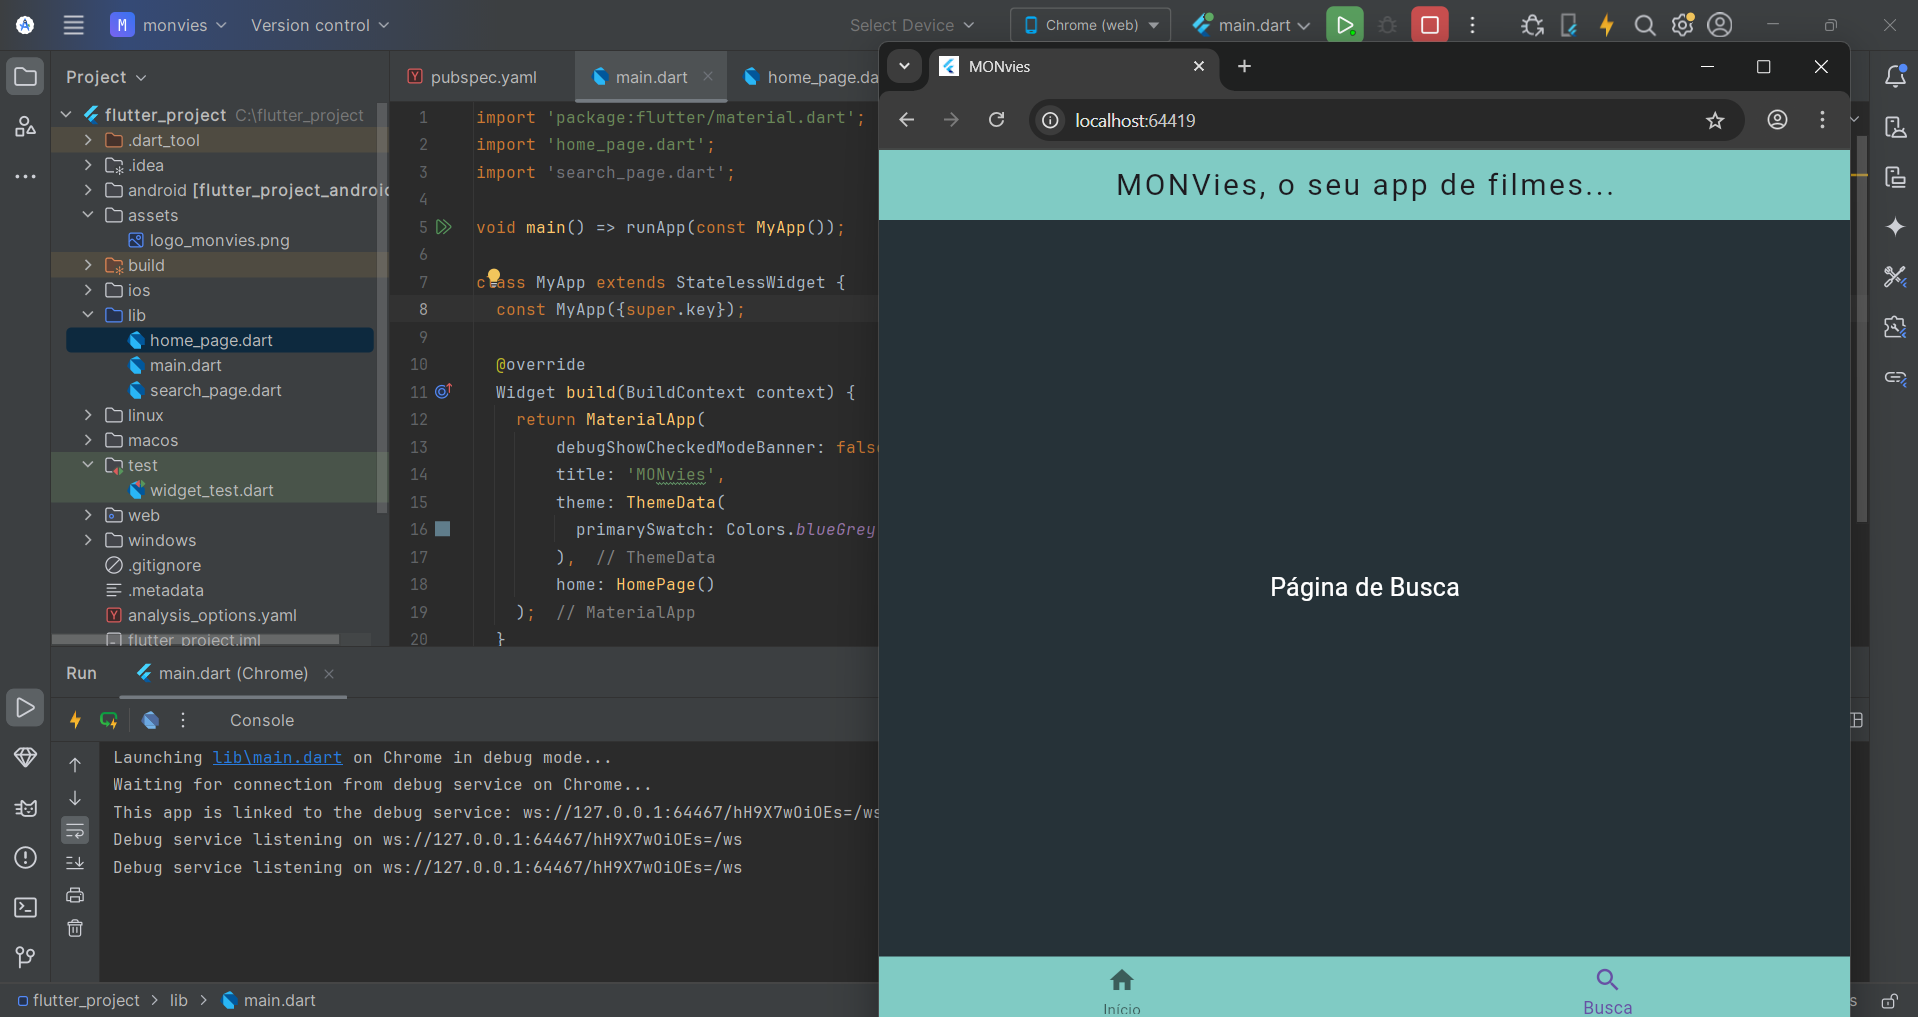 M monvies Version control Select Device Chrome (web) main.dart
Project
flutter_project C:\flutter_project
.dart_tool
.idea
android [flutter_project_android
assets
logo_monvies.png
build
ios
lib
home_page.dart
main.dart
search_page.dart
linux
macos
test
widget_test.dart
web
windows
.gitignore
.metadata
analysis_options.yaml
flutter_project.iml
pubspec.yaml main.dart home_page.da
1 import 'package:flutter/material.dart';
2 import 'home_page.dart';
3 import 'search_page.dart';
4
5 void main() => runApp(const MyApp());
6
7 class MyApp extends StatelessWidget {
8 const MyApp({super.key});
9
10 @override
11 Widget build(BuildContext context) {
12 return MaterialApp(
13 debugShowCheckedModeBanner: false
14 title: 'MONvies',
15 theme: ThemeData(
16 primarySwatch: Colors.blueGrey
17 ), // ThemeData
18 home: HomePage()
19 ); // MaterialApp
20 }
MONvies
localhost:64419
MONVies, o seu app de filmes...
Página de Busca
Início
Busca
Run main.dart (Chrome)
Console
Launching lib\main.dart on Chrome in debug mode...
Waiting for connection from debug service on Chrome...
This app is linked to the debug service: ws://127.0.0.1:64467/hH9X7wOiOEs=/ws
Debug service listening on ws://127.0.0.1:64467/hH9X7wOiOEs=/ws
Debug service listening on ws://127.0.0.1:64467/hH9X7wOiOEs=/ws
flutter_project > lib > main.dart
s